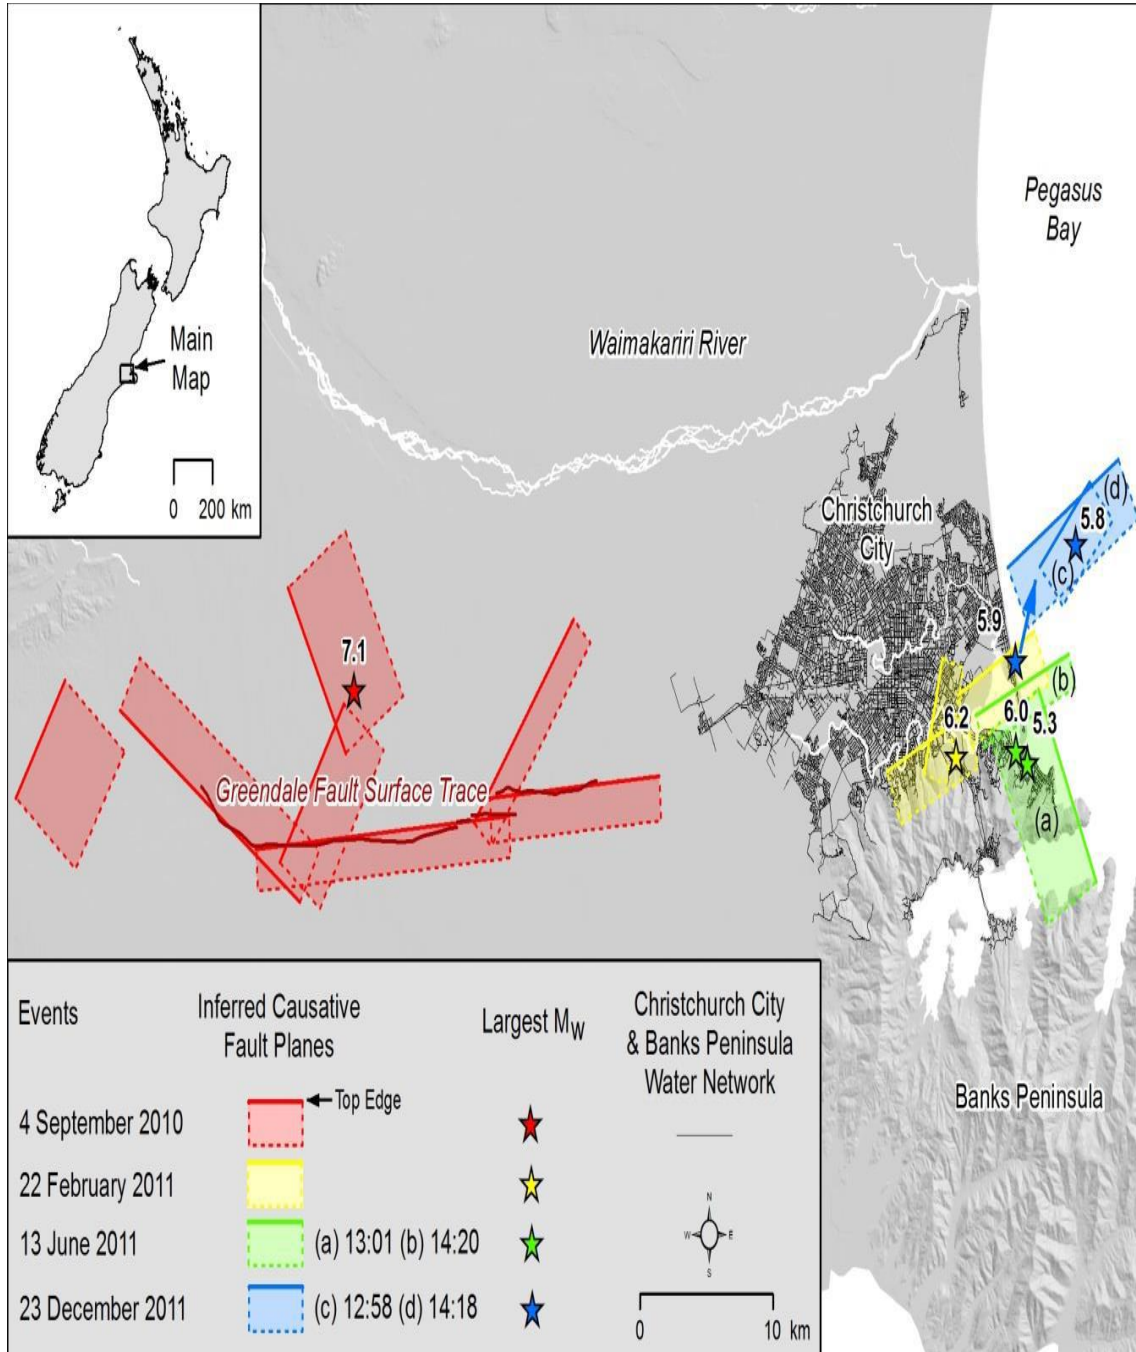 Main
Map
0 200 km
Pegasus
Bay
Waimakariri River
Christchurch
City
(d)
5.8
(c)
5.9
7.1
(b)
6.2
6.0
5.3
Greendale Fault Surface Trace
(a)
Banks Peninsula
Events
Inferred Causative
Fault Planes
Largest Mw
Christchurch City
& Banks Peninsula
Water Network
Top Edge
4 September 2010
22 February 2011
13 June 2011
(a) 13:01 (b) 14:20
23 December 2011
(c) 12:58 (d) 14:18
N
W E
S
0 10 km